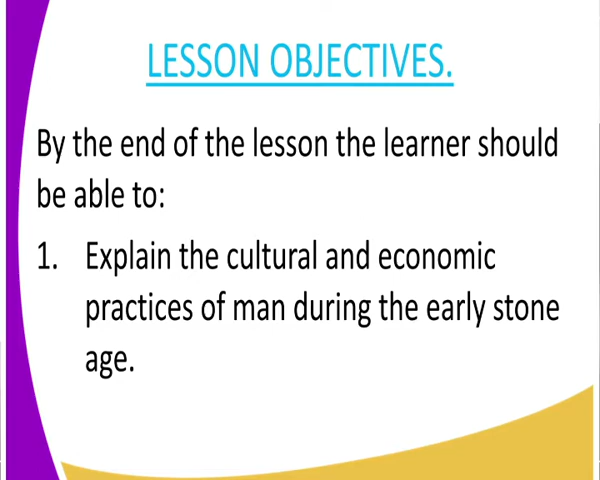 LESSON OBJECTIVES.
By the end of the lesson the learner should
be able to:
1. Explain the cultural and economic
practices of man during the early stone
age.